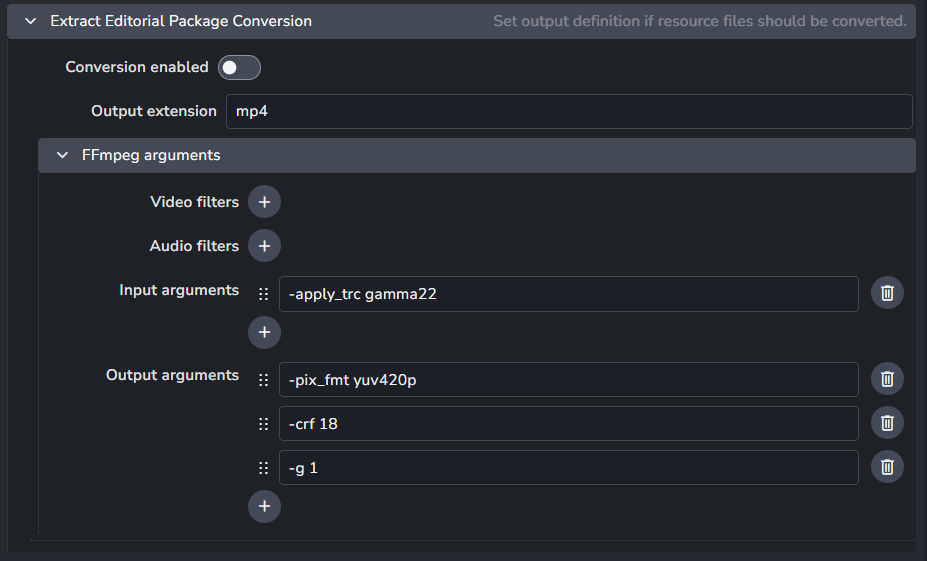 Extract Editorial Package Conversion Set output definition if resource files should be converted.
Conversion enabled
Output extension mp4
FFmpeg arguments
Video filters
Audio filters
Input arguments -apply_trc gamma22
Output arguments -pix_fmt yuv420p
-crf 18
-g 1